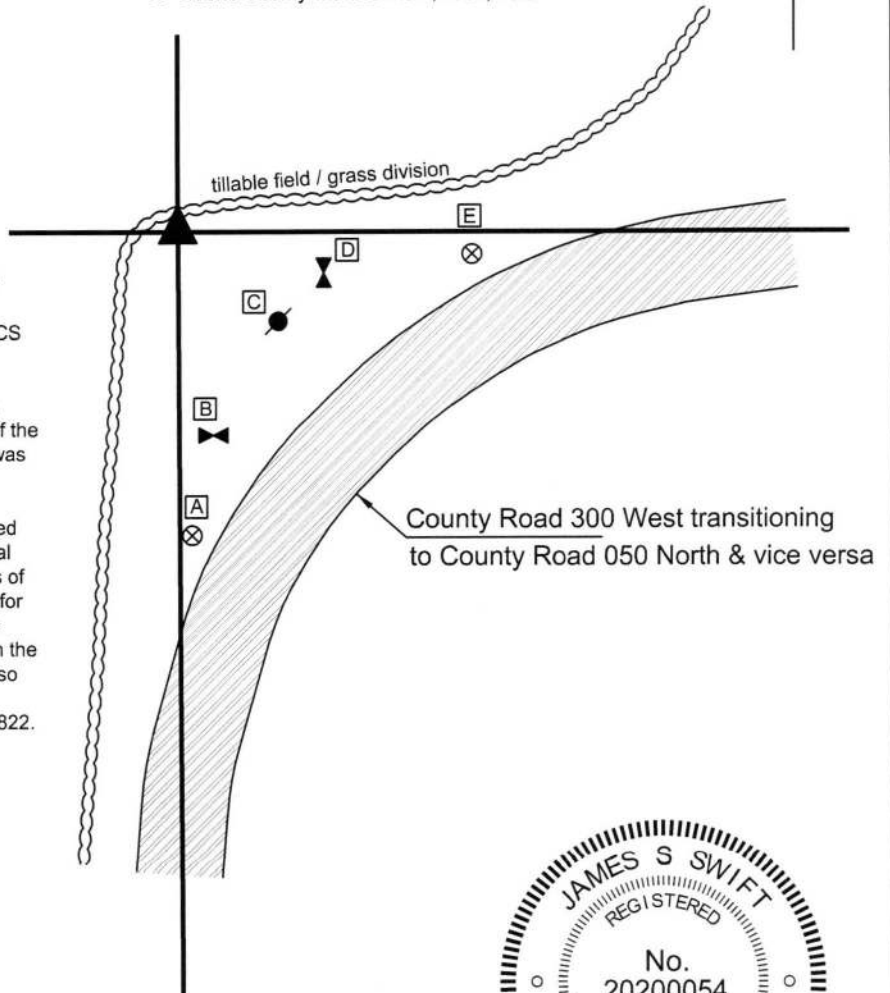 tillable field / grass division
E
D
C
CS
B
f the
was
A
ed
al
County Road 300 West transitioning
to County Road 050 North & vice versa
s of
for
n the
so
822.
JAMES S SWIFT
REGISTERED
No.
20200054